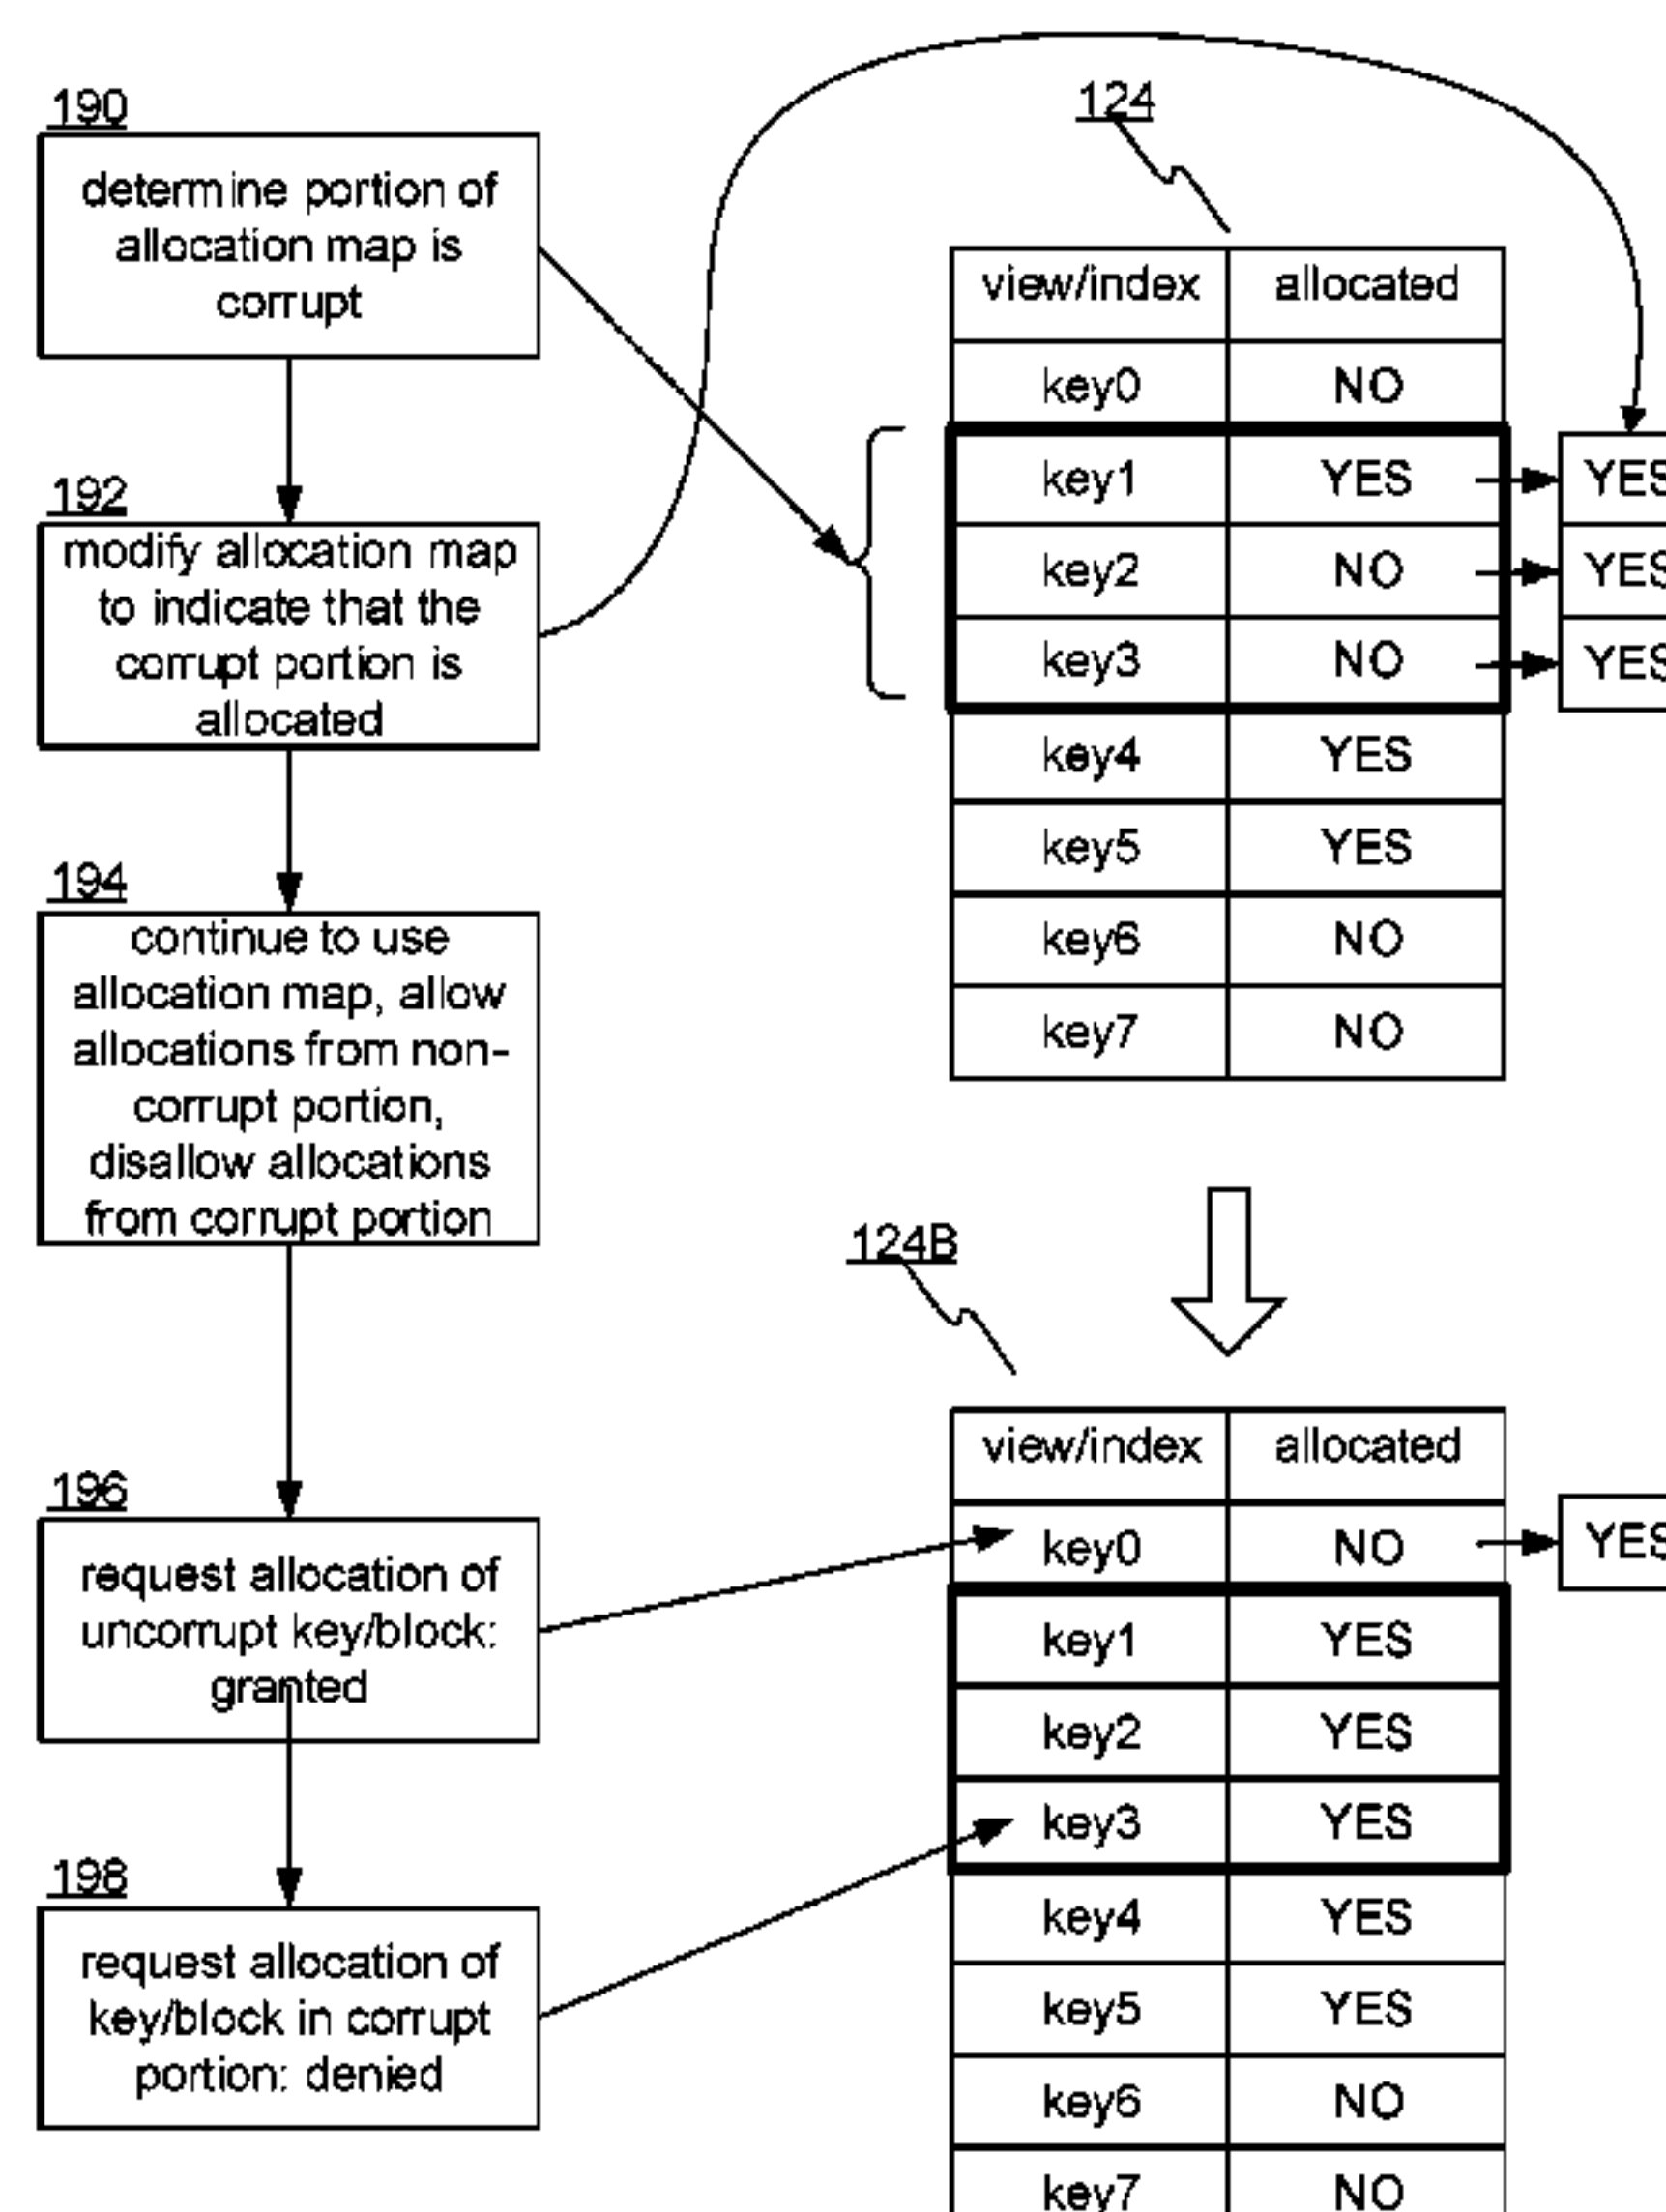 190
determine portion of
allocation map is
corrupt
192
modify allocation map
to indicate that the
corrupt portion is
allocated
194
continue to use
allocation map, allow
allocations from non-
corrupt portion,
disallow allocations
from corrupt portion
196
request allocation of
uncorrupt key/block:
granted
198
request allocation of
key/block in corrupt
portion: denied
124
view/index allocated
key0 NO
key1 YES YES
key2 NO YES
key3 NO YES
key4 YES
key5 YES
key6 NO
key7 NO
124B
view/index allocated
key0 NO YES
key1 YES
key2 YES
key3 YES
key4 YES
key5 YES
key6 NO
key7 NO